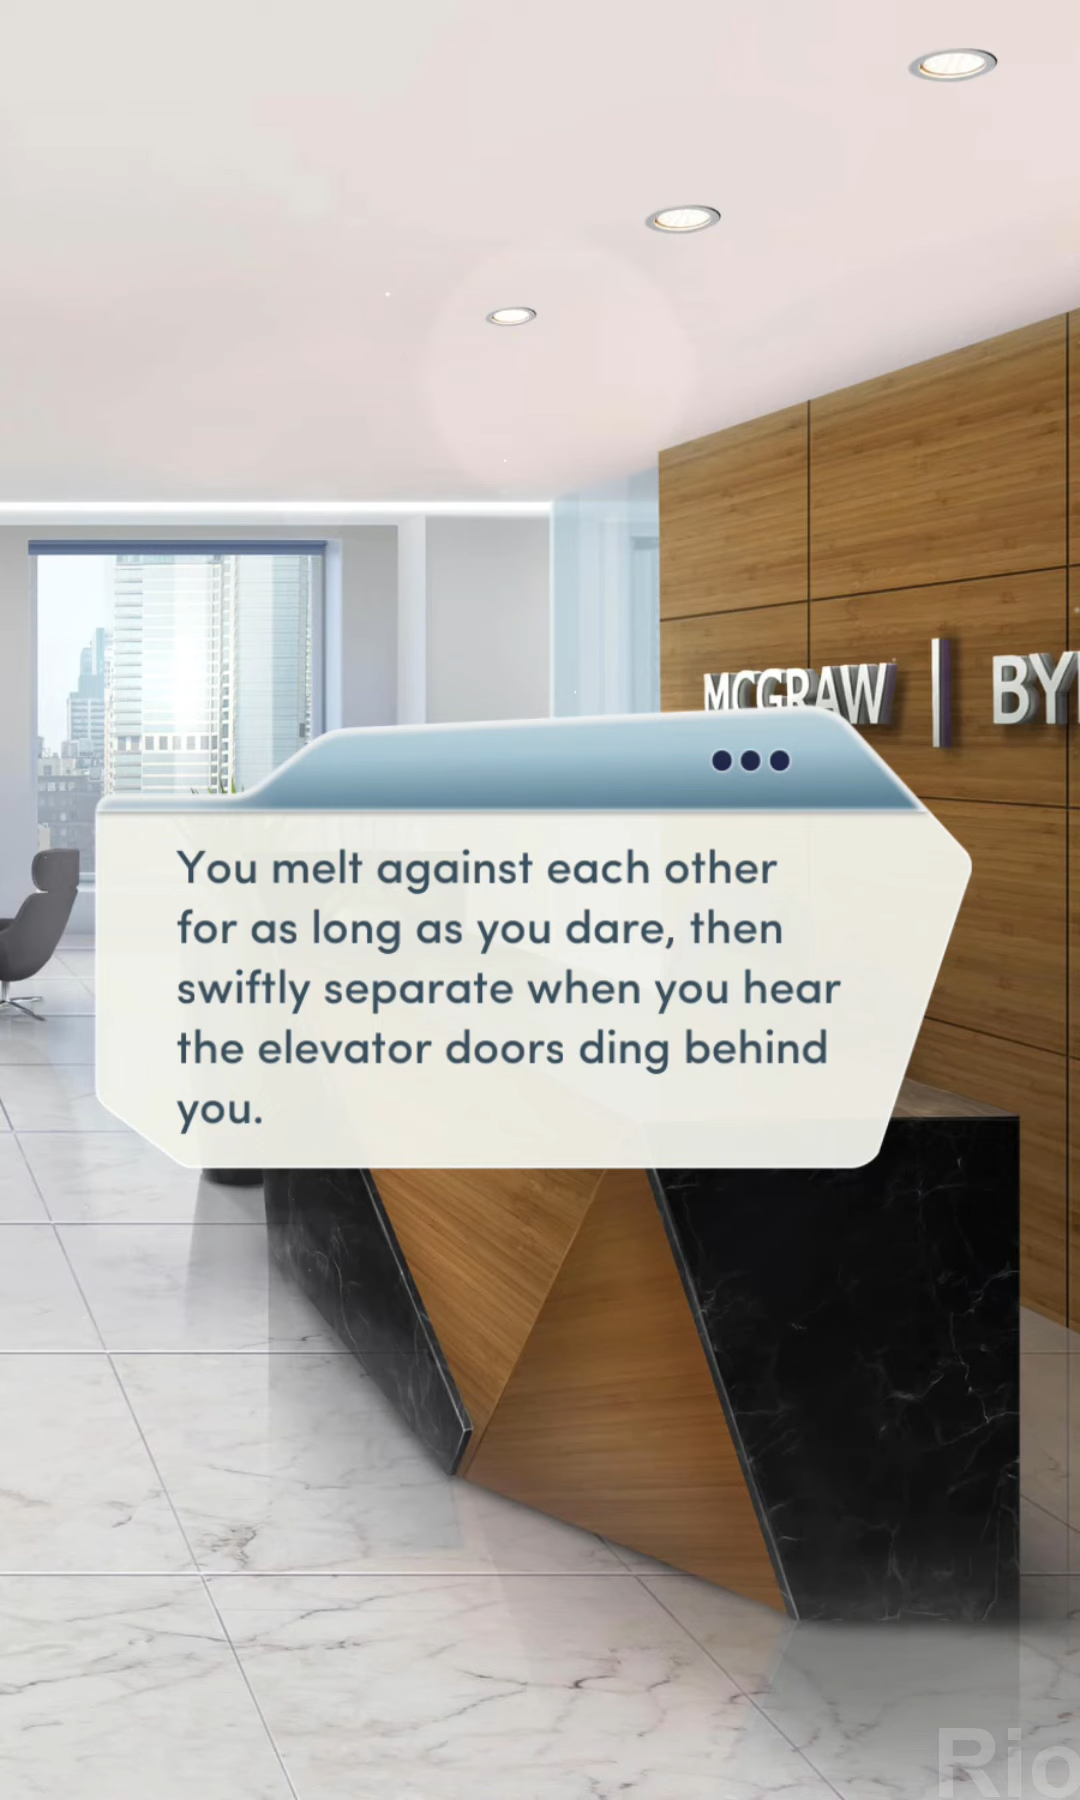 MCGRAW | BY
You melt against each other
for as long as you dare, then
swiftly separate when you hear
the elevator doors ding behind
you.
Rio